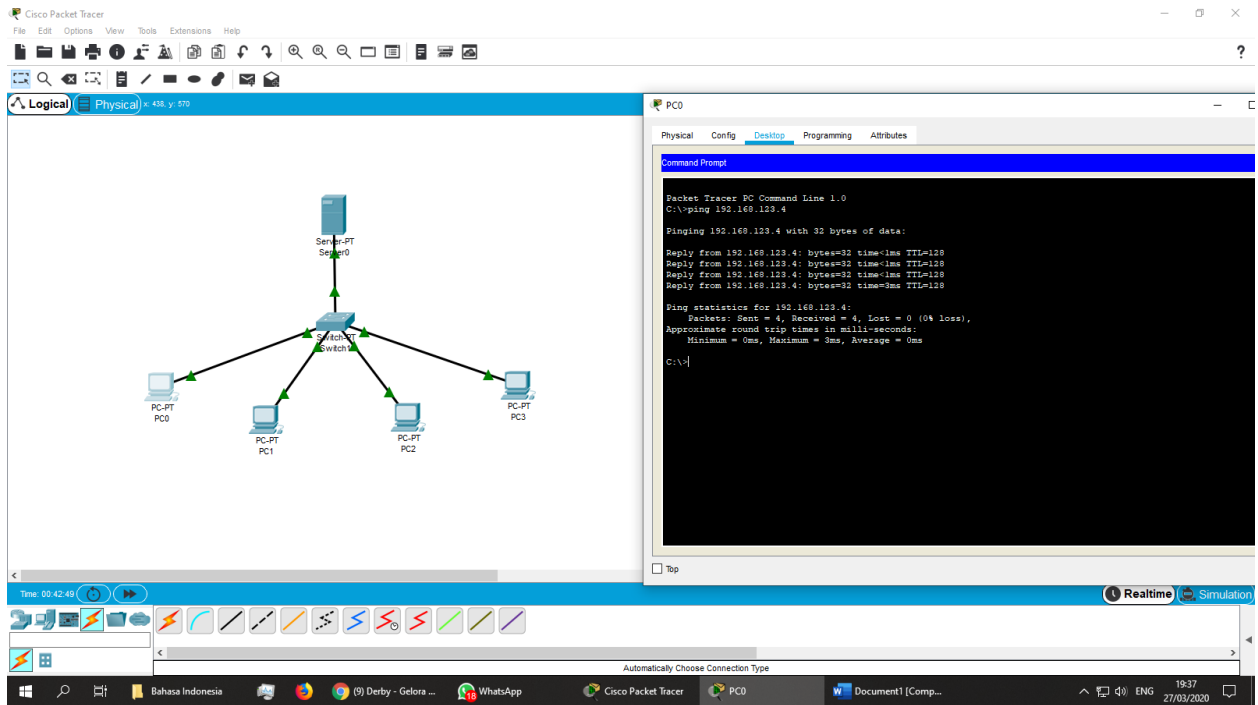 Cisco Packet Tracer
File Edit Options View Tools Extensions Help
?
Logical Physical x: 438, y: 570
Server-PT
Server0
Switch-PT
Switch1
PC-PT
PC0
PC-PT
PC1
PC-PT
PC2
PC-PT
PC3
PC0
Physical Config Desktop Programming Attributes
Command Prompt
Packet Tracer PC Command Line 1.0
C:\>ping 192.168.123.4
Pinging 192.168.123.4 with 32 bytes of data:
Reply from 192.168.123.4: bytes=32 time<1ms TTL=128
Reply from 192.168.123.4: bytes=32 time<1ms TTL=128
Reply from 192.168.123.4: bytes=32 time<1ms TTL=128
Reply from 192.168.123.4: bytes=32 time=3ms TTL=128
Ping statistics for 192.168.123.4:
Packets: Sent = 4, Received = 4, Lost = 0 (0% loss),
Approximate round trip times in milli-seconds:
Minimum = 0ms, Maximum = 3ms, Average = 0ms
C:\>
Top
Time: 00:42:49
Realtime Simulation
Automatically Choose Connection Type
Bahasa Indonesia
(9) Derby - Gelora ...
18
WhatsApp
Cisco Packet Tracer
PC0
Document1 [Comp...
ENG
19:37
27/03/2020